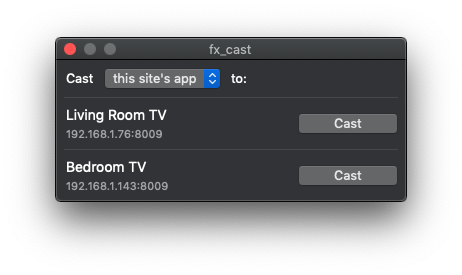 fx_cast
Cast this site's app to:
Living Room TV
192.168.1.76:8009
Cast
Bedroom TV
192.168.1.143:8009
Cast